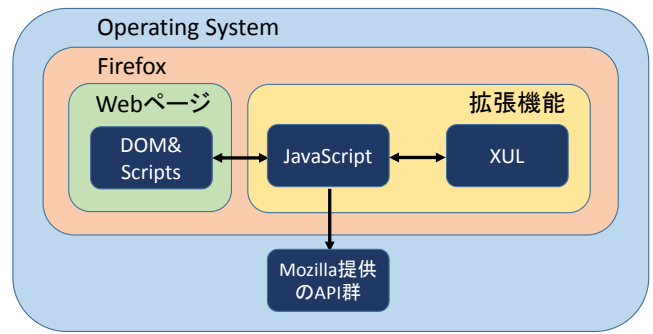 Operating System
Firefox
Webページ
拡張機能
DOM&
Scripts
JavaScript
XUL
Mozilla提供
のAPI群